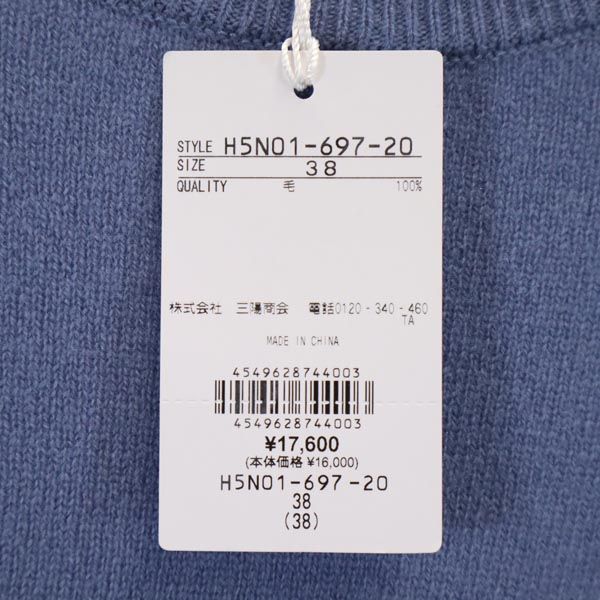 STYLE H5N01-697-20
SIZE 38
QUALITY 毛 100%
株式会社 三陽商会 電話0120-340-460
TA
MADE IN CHINA
4549628744003
4549628744003
¥17,600
(本体価格 ¥16,000)
H5N01-697-20
38
(38)